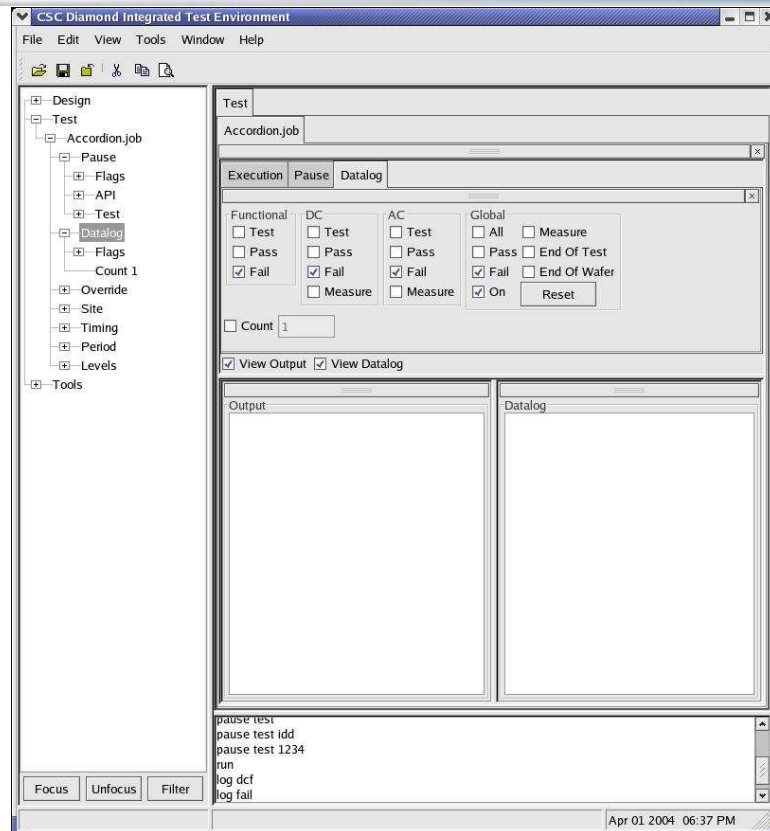 CSC Diamond Integrated Test Environment
File Edit View Tools Window Help
Design
Test
Accordion.job
Pause
Flags
API
Test
Datalog
Flags
Count 1
Override
Site
Timing
Period
Levels
Tools
Focus Unfocus Filter
Test
Accordion.job
Execution Pause Datalog
Functional DC AC Global
Test Test Test All Measure
Pass Pass Pass Pass End Of Test
Fail Fail Fail Fail End Of Wafer
Measure Measure On Reset
Count 1
View Output View Datalog
Output Datalog
pause test
pause test idd
pause test 1234
run
log dcf
log fail
Apr 01 2004 06:37 PM